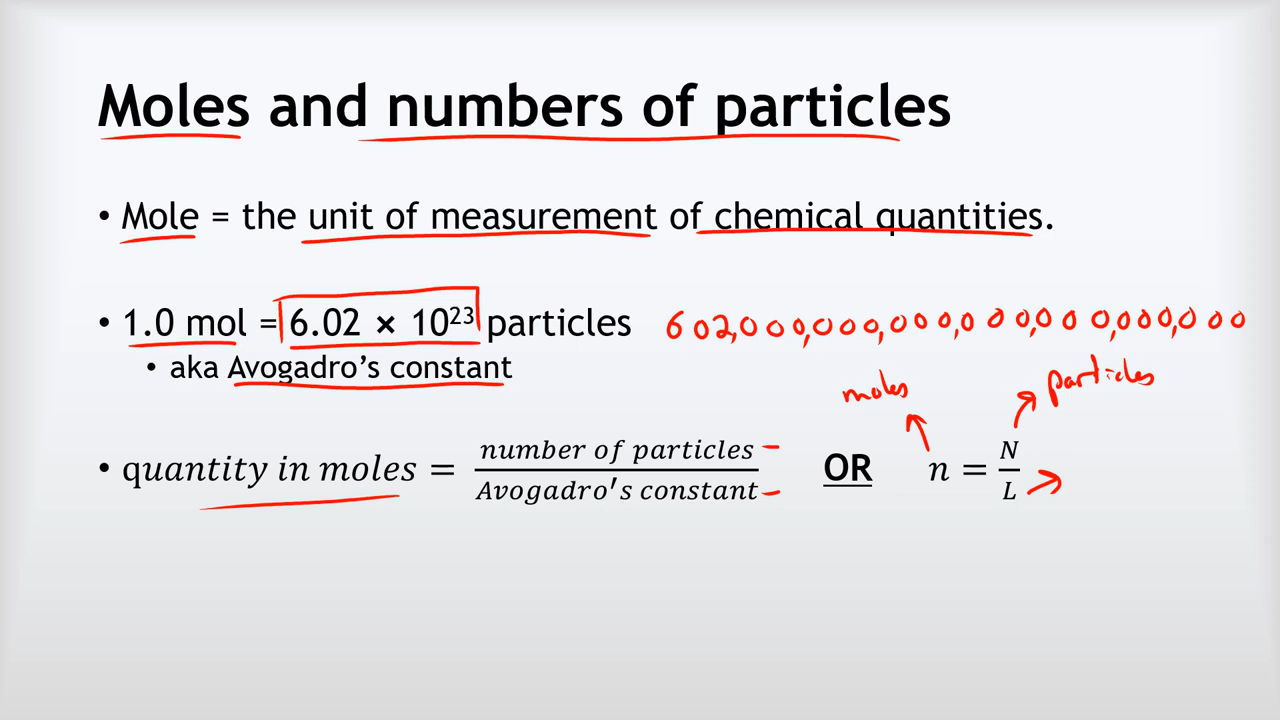 Moles and numbers of particles
• Mole = the unit of measurement of chemical quantities.
• 1.0 mol = 6.02 × 10²³ particles 602,000,000,000,000,000,000,000
• aka Avogadro's constant
moles particles
• quantity in moles = number of particles / Avogadro′s constant OR n = N / L